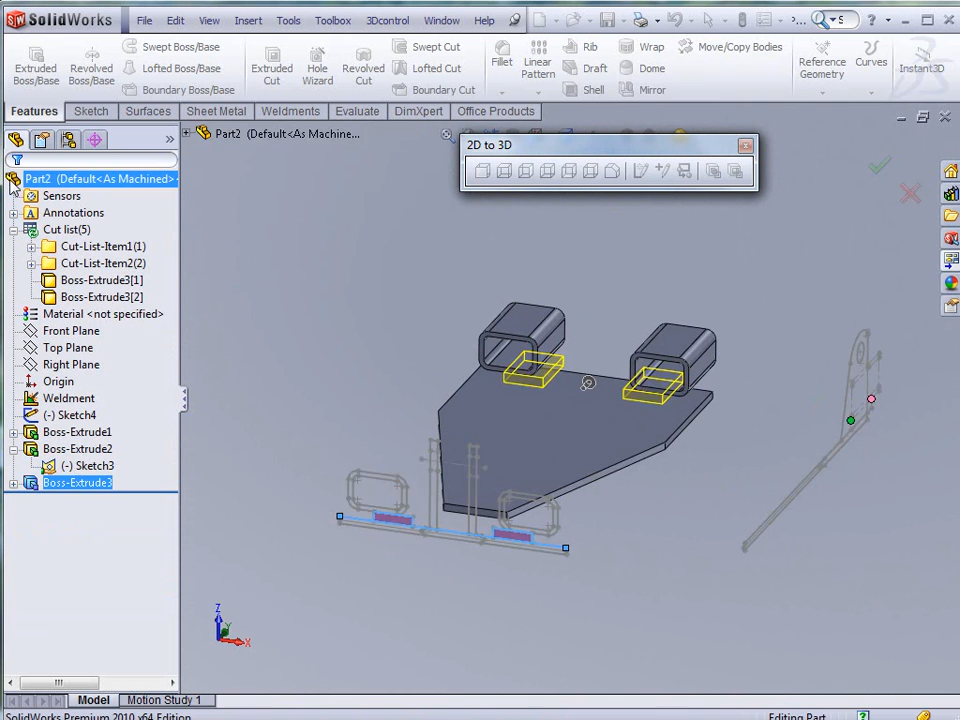 SolidWorks File Edit View Insert Tools Toolbox 3Dcontrol Window Help S
Extruded Boss/Base
Revolved Boss/Base
Swept Boss/Base
Lofted Boss/Base
Boundary Boss/Base
Extruded Cut
Hole Wizard
Revolved Cut
Swept Cut
Lofted Cut
Boundary Cut
Fillet
Linear Pattern
Rib
Draft
Shell
Wrap
Dome
Mirror
Move/Copy Bodies
Reference Geometry
Curves
Instant3D
Features Sketch Surfaces Sheet Metal Weldments Evaluate DimXpert Office Products
Part2 (Default<As Machine...
2D to 3D
Part2 (Default<As Machined>
Sensors
Annotations
Cut list(5)
Cut-List-Item1(1)
Cut-List-Item2(2)
Boss-Extrude3[1]
Boss-Extrude3[2]
Material <not specified>
Front Plane
Top Plane
Right Plane
Origin
Weldment
(-) Sketch4
Boss-Extrude1
Boss-Extrude2
(-) Sketch3
Boss-Extrude3
Z
Y
X
Model Motion Study 1
SolidWorks Premium 2010 x64 Edition Editing Part